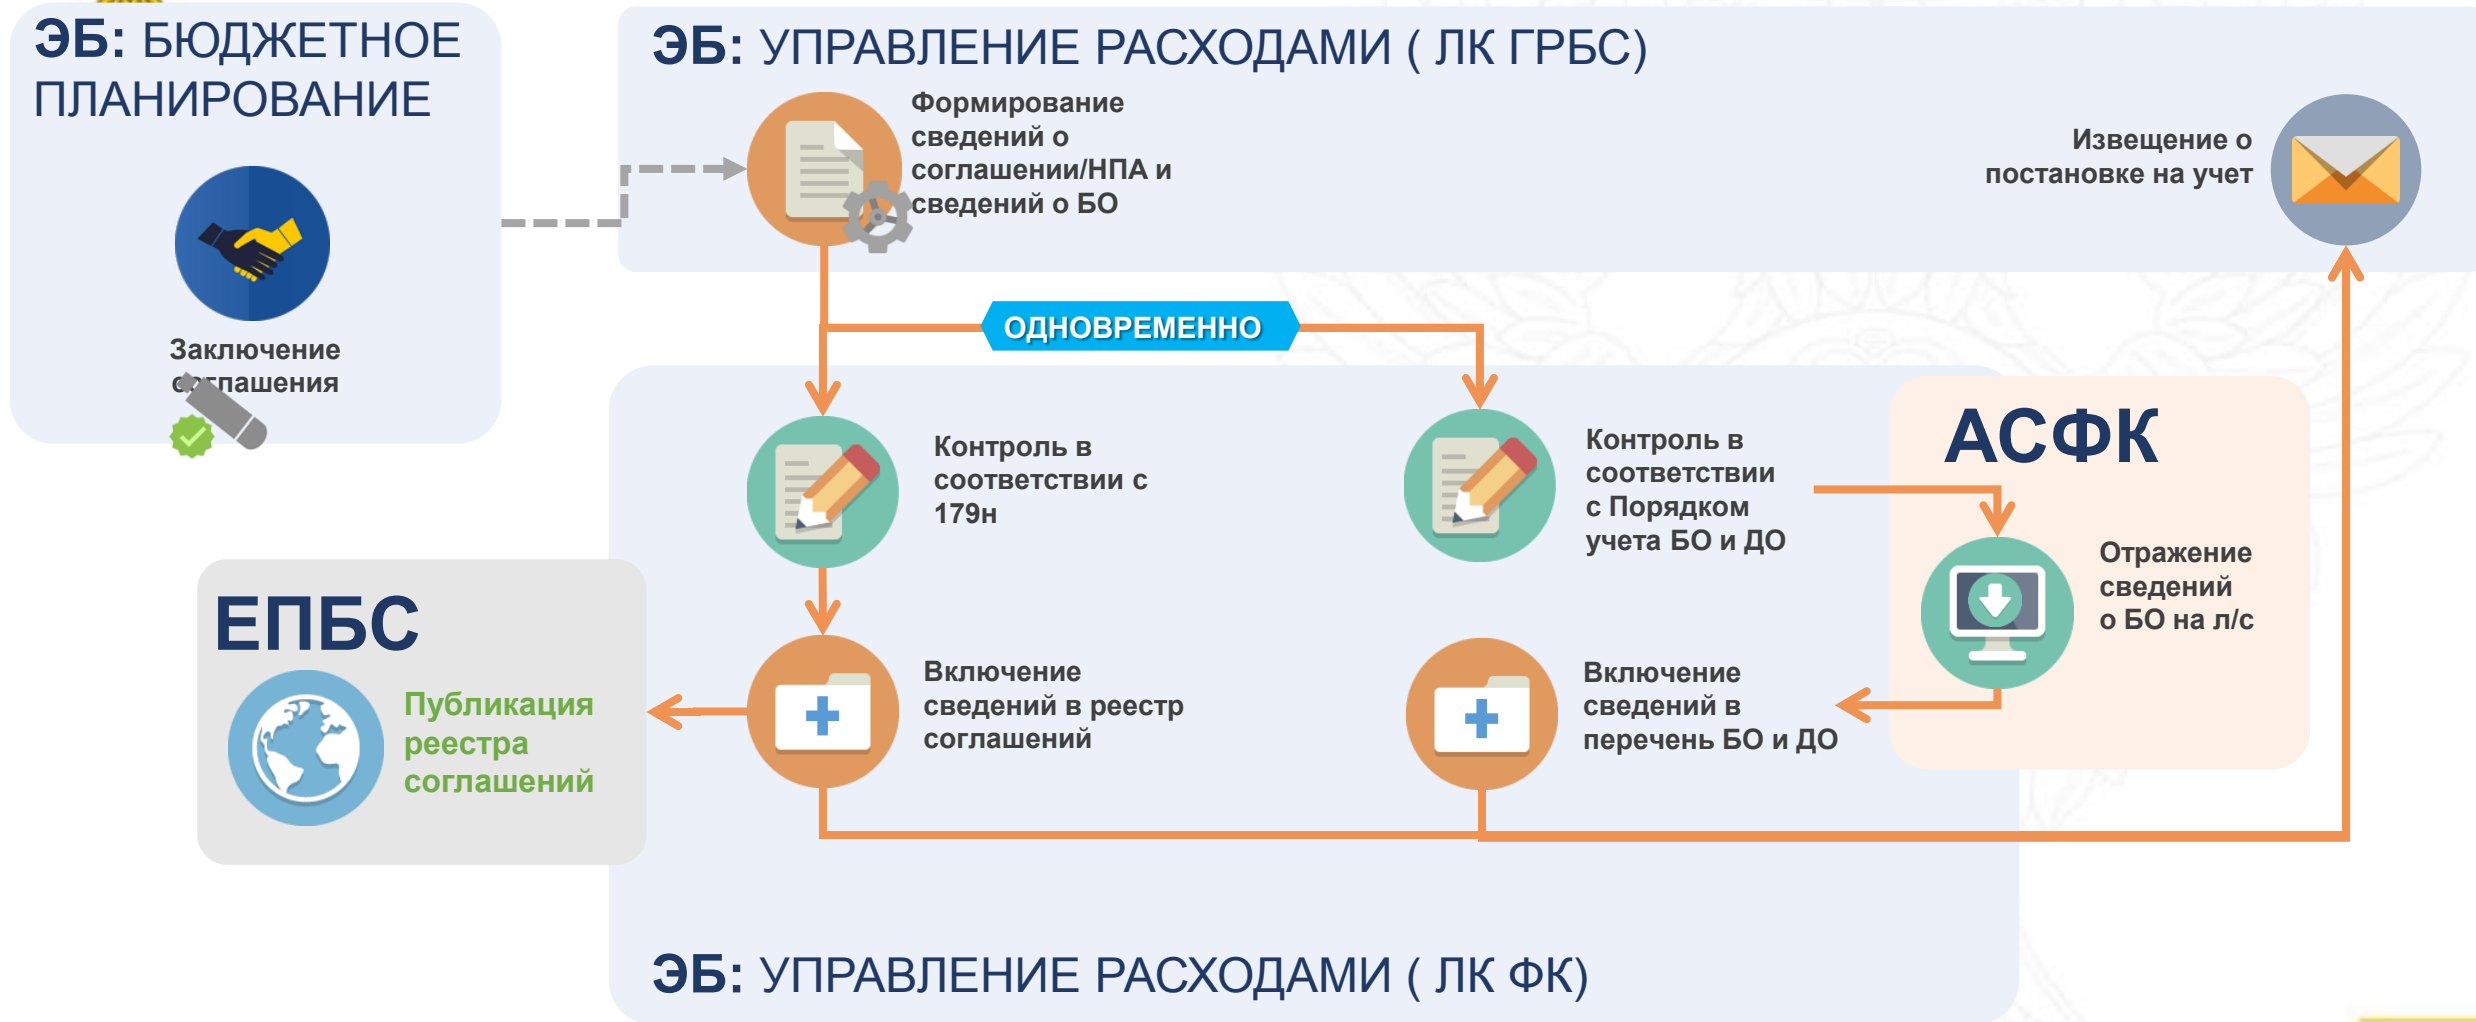 ЭБ: БЮДЖЕТНОЕ
ПЛАНИРОВАНИЕ
Заключение
соглашения
ЭБ: УПРАВЛЕНИЕ РАСХОДАМИ ( ЛК ГРБС)
Формирование
сведений о
соглашении/НПА и
сведений о БО
Извещение о
постановке на учет
ОДНОВРЕМЕННО
Контроль в
соответствии с
179н
Контроль в
соответствии
с Порядком
учета БО и ДО
АСФК
Отражение
сведений
о БО на л/с
ЕПБС
Публикация
реестра
соглашений
Включение
сведений в реестр
соглашений
Включение
сведений в
перечень БО и ДО
ЭБ: УПРАВЛЕНИЕ РАСХОДАМИ ( ЛК ФК)